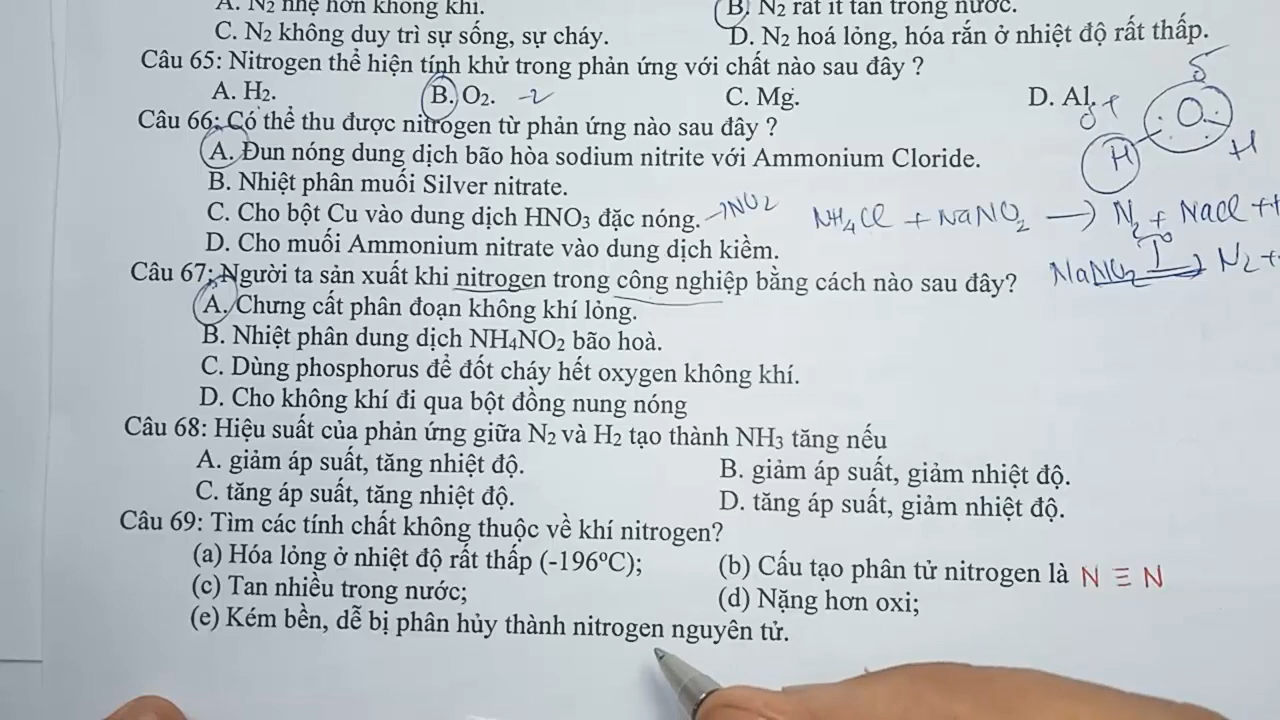 A. N₂ nhẹ hơn không khí.
B. N₂ rất ít tan trong nước.
C. N₂ không duy trì sự sống, sự cháy.
D. N₂ hoá lỏng, hóa rắn ở nhiệt độ rất thấp.
Câu 65: Nitrogen thể hiện tính khử trong phản ứng với chất nào sau đây ?
A. H₂.
B. O₂. -2
C. Mg.
D. Al.
δ
δ+
O
H
H
Câu 66: Có thể thu được nitrogen từ phản ứng nào sau đây ?
A. Đun nóng dung dịch bão hòa sodium nitrite với Ammonium Cloride.
B. Nhiệt phân muối Silver nitrate.
C. Cho bột Cu vào dung dịch HNO₃ đặc nóng. → NO₂
NH₄Cl + NaNO₂ → N₂ + NaCl +
D. Cho muối Ammonium nitrate vào dung dịch kiềm.
NaNO₂ T° → N₂ +
Câu 67: Người ta sản xuất khi nitrogen trong công nghiệp bằng cách nào sau đây?
A. Chưng cất phân đoạn không khí lỏng.
B. Nhiệt phân dung dịch NH₄NO₂ bão hoà.
C. Dùng phosphorus để đốt cháy hết oxygen không khí.
D. Cho không khí đi qua bột đồng nung nóng
Câu 68: Hiệu suất của phản ứng giữa N₂ và H₂ tạo thành NH₃ tăng nếu
A. giảm áp suất, tăng nhiệt độ.
B. giảm áp suất, giảm nhiệt độ.
C. tăng áp suất, tăng nhiệt độ.
D. tăng áp suất, giảm nhiệt độ.
Câu 69: Tìm các tính chất không thuộc về khí nitrogen?
(a) Hóa lỏng ở nhiệt độ rất thấp (-196°C);
(b) Cấu tạo phân tử nitrogen là N ≡ N
(c) Tan nhiều trong nước;
(d) Nặng hơn oxi;
(e) Kém bền, dễ bị phân hủy thành nitrogen nguyên tử.